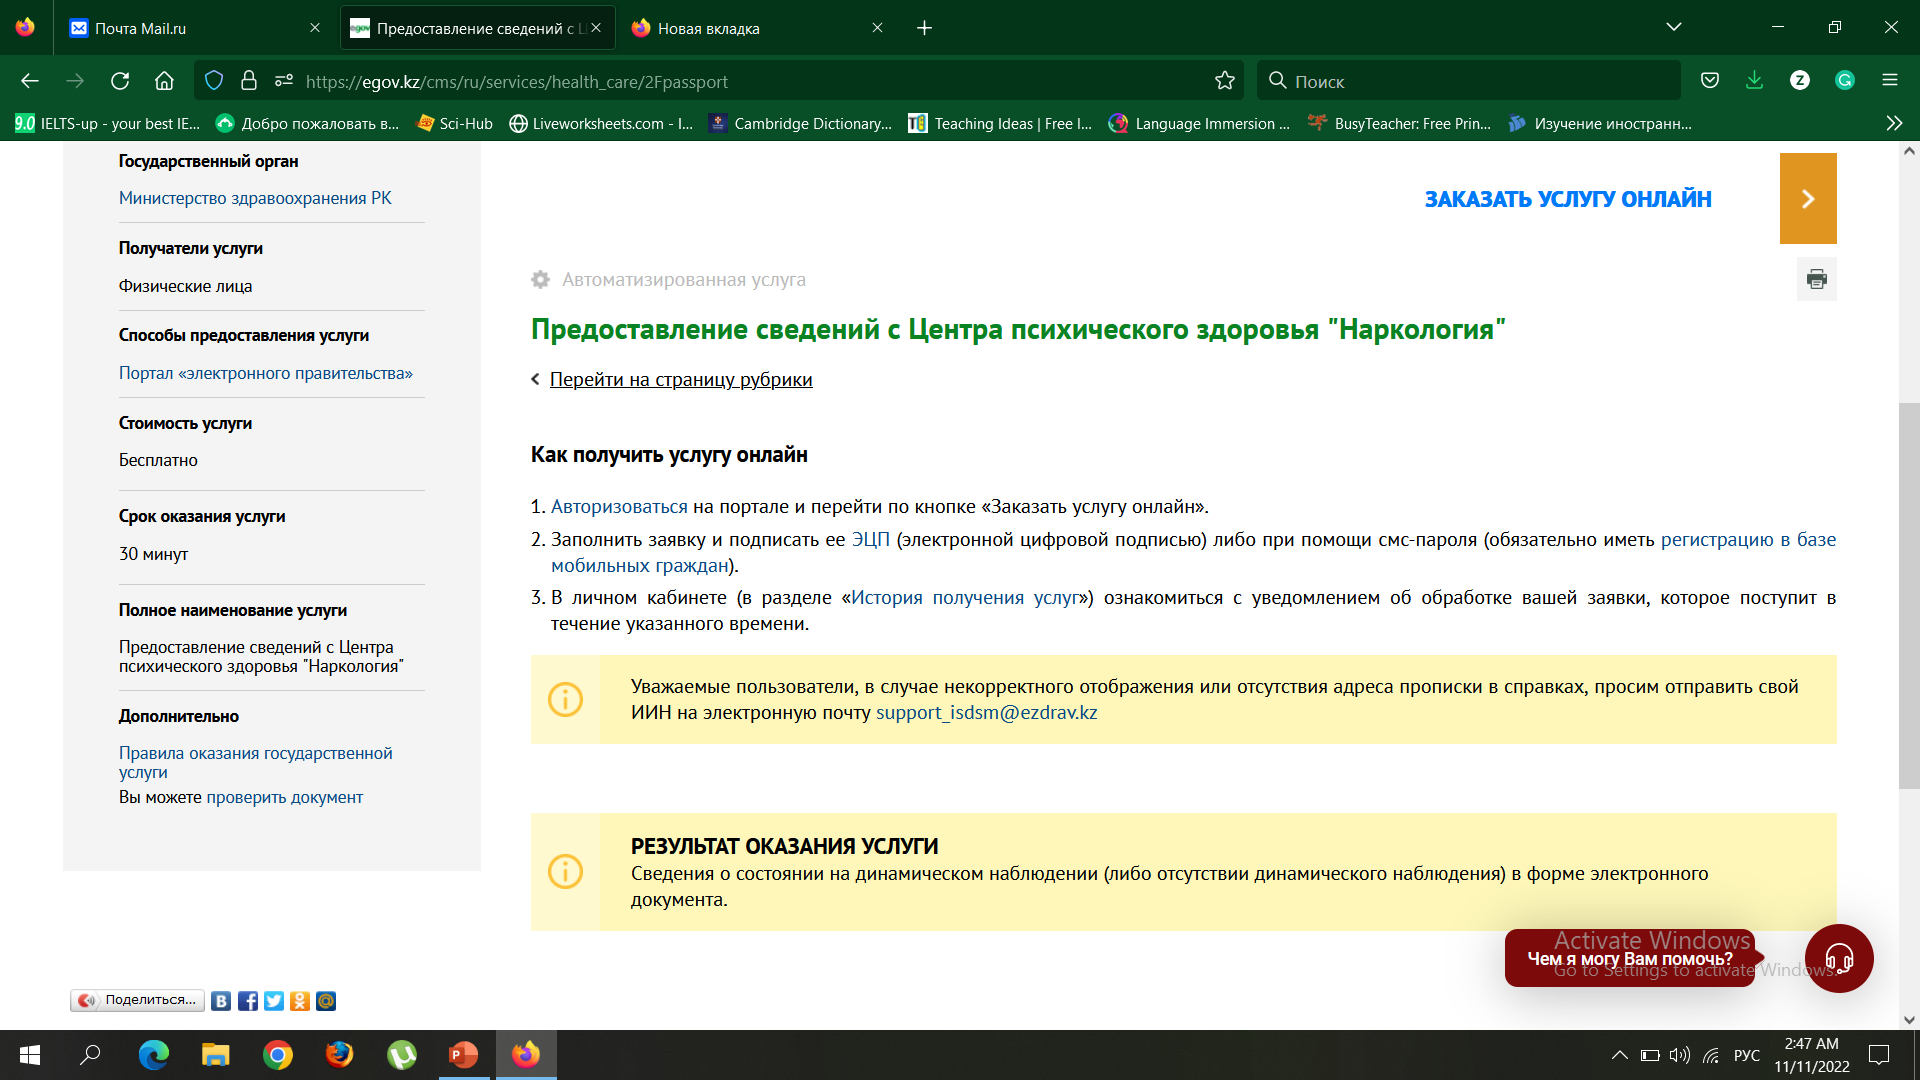 Почта Mail.ru
Предоставление сведений с Ц
Новая вкладка
https://egov.kz/cms/ru/services/health_care/2Fpassport
Поиск
IELTS-up - your best IE...
Добро пожаловать в...
Sci-Hub
Liveworksheets.com - I...
Cambridge Dictionary...
Teaching Ideas | Free I...
Language Immersion ...
BusyTeacher: Free Prin...
Изучение иностранн...
Государственный орган
Министерство здравоохранения РК
Получатели услуги
Физические лица
Способы предоставления услуги
Портал «электронного правительства»
Стоимость услуги
Бесплатно
Срок оказания услуги
30 минут
Полное наименование услуги
Предоставление сведений с Центра
психического здоровья "Наркология"
Дополнительно
Правила оказания государственной
услуги
Вы можете проверить документ
ЗАКАЗАТЬ УСЛУГУ ОНЛАЙН
Автоматизированная услуга
Предоставление сведений с Центра психического здоровья "Наркология"
Перейти на страницу рубрики
Как получить услугу онлайн
1. Авторизоваться на портале и перейти по кнопке «Заказать услугу онлайн».
2. Заполнить заявку и подписать ее ЭЦП (электронной цифровой подписью) либо при помощи смс-пароля (обязательно иметь регистрацию в базе
мобильных граждан).
3. В личном кабинете (в разделе «История получения услуг») ознакомиться с уведомлением об обработке вашей заявки, которое поступит в
течение указанного времени.
Уважаемые пользователи, в случае некорректного отображения или отсутствия адреса прописки в справках, просим отправить свой
ИИН на электронную почту support_isdsm@ezdrav.kz
РЕЗУЛЬТАТ ОКАЗАНИЯ УСЛУГИ
Сведения о состоянии на динамическом наблюдении (либо отсутствии динамического наблюдения) в форме электронного
документа.
Activate Windows
Go to Settings to activate Windows.
Чем я могу Вам помочь?
Поделиться...
РУС
2:47 AM
11/11/2022